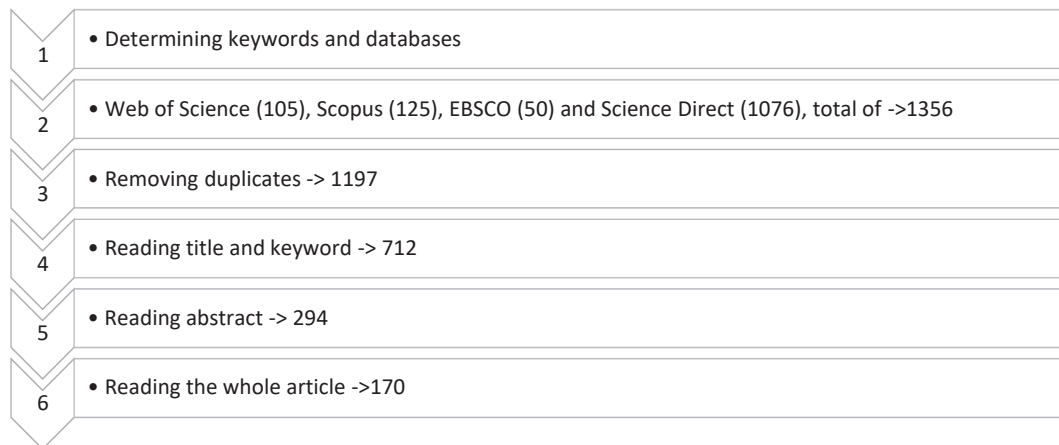 1
• Determining keywords and databases
2
• Web of Science (105), Scopus (125), EBSCO (50) and Science Direct (1076), total of ->1356
3
• Removing duplicates -> 1197
4
• Reading title and keyword -> 712
5
• Reading abstract -> 294
6
• Reading the whole article ->170